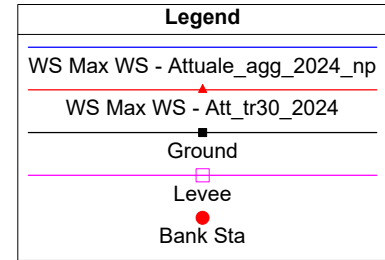 Legend
WS Max WS - Attuale_agg_2024_np
WS Max WS - Att_tr30_2024
Ground
Levee
Bank Sta